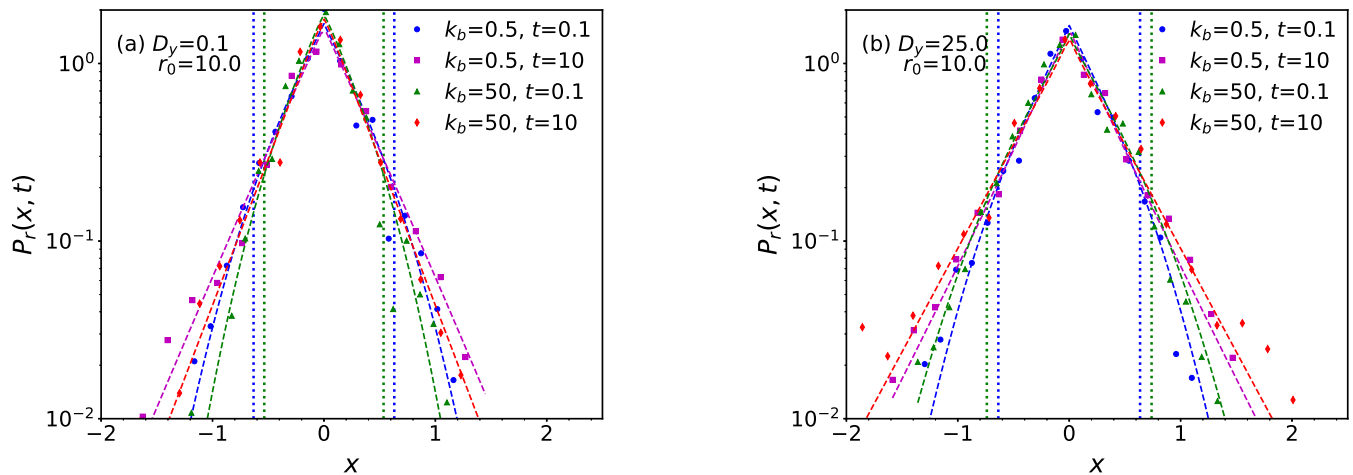 (a) D_y=0.1
r_0=10.0
k_b=0.5, t=0.1
k_b=0.5, t=10
k_b=50, t=0.1
k_b=50, t=10
10^0
10^{-1}
10^{-2}
P_r(x, t)
−2 −1 0 1 2
x
(b) D_y=25.0
r_0=10.0
k_b=0.5, t=0.1
k_b=0.5, t=10
k_b=50, t=0.1
k_b=50, t=10
10^0
10^{-1}
10^{-2}
P_r(x, t)
−2 −1 0 1 2
x